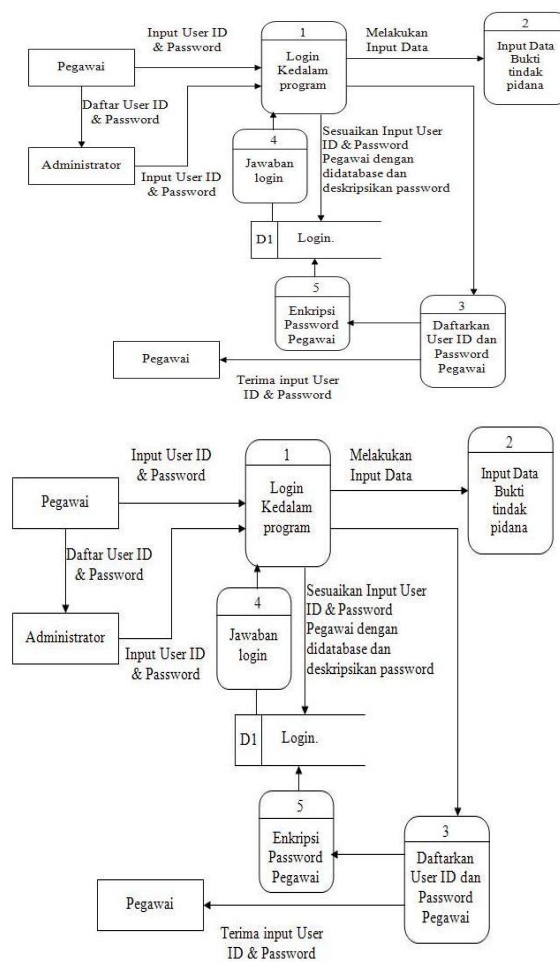 Input User ID
& Password
1
Login
Kedalam
program
Melakukan
Input Data
2
Input Data
Bukti
tindak
pidana
Pegawai
Daftar User ID
& Password
Administrator
Input User ID
& Password
4
Jawaban
login
Sesuaikan Input User
ID & Password
Pegawai dengan
didatabase dan
deskripsikan password
D1
Login.
5
Enkripsi
Password
Pegawai
3
Daftarkan
User ID dan
Password
Pegawai
Pegawai
Terima input User
ID & Password
Input User ID
& Password
1
Login
Kedalam
program
Melakukan
Input Data
2
Input Data
Bukti
tindak
pidana
Pegawai
Daftar User ID
& Password
Administrator
Input User ID
& Password
4
Jawaban
login
Sesuaikan Input User
ID & Password
Pegawai dengan
didatabase dan
deskripsikan password
D1
Login.
5
Enkripsi
Password
Pegawai
3
Daftarkan
User ID dan
Password
Pegawai
Pegawai
Terima input User
ID & Password